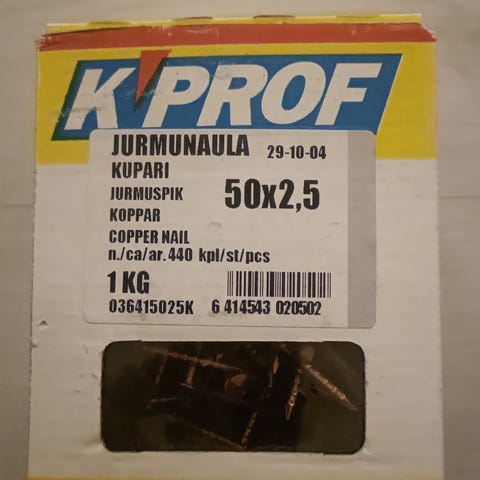 K'PROF
JURMUNAULA 29-10-04
KUPARI
JURMUSPIK 50x2,5
KOPPAR
COPPER NAIL
n./ca/ar. 440 kpl/st/pcs
1 KG
036415025K 6 414543 020502